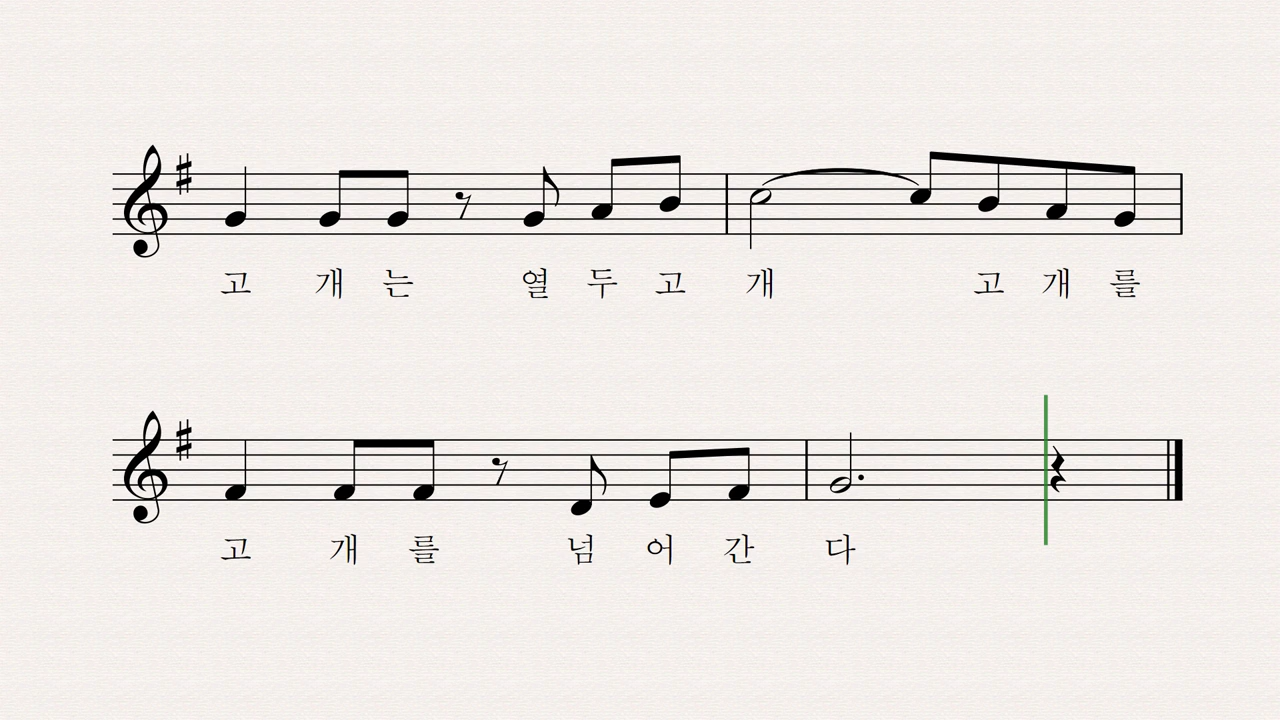 고 개 는 열 두 고 개 고 개 를
고 개 를 넘 어 간 다